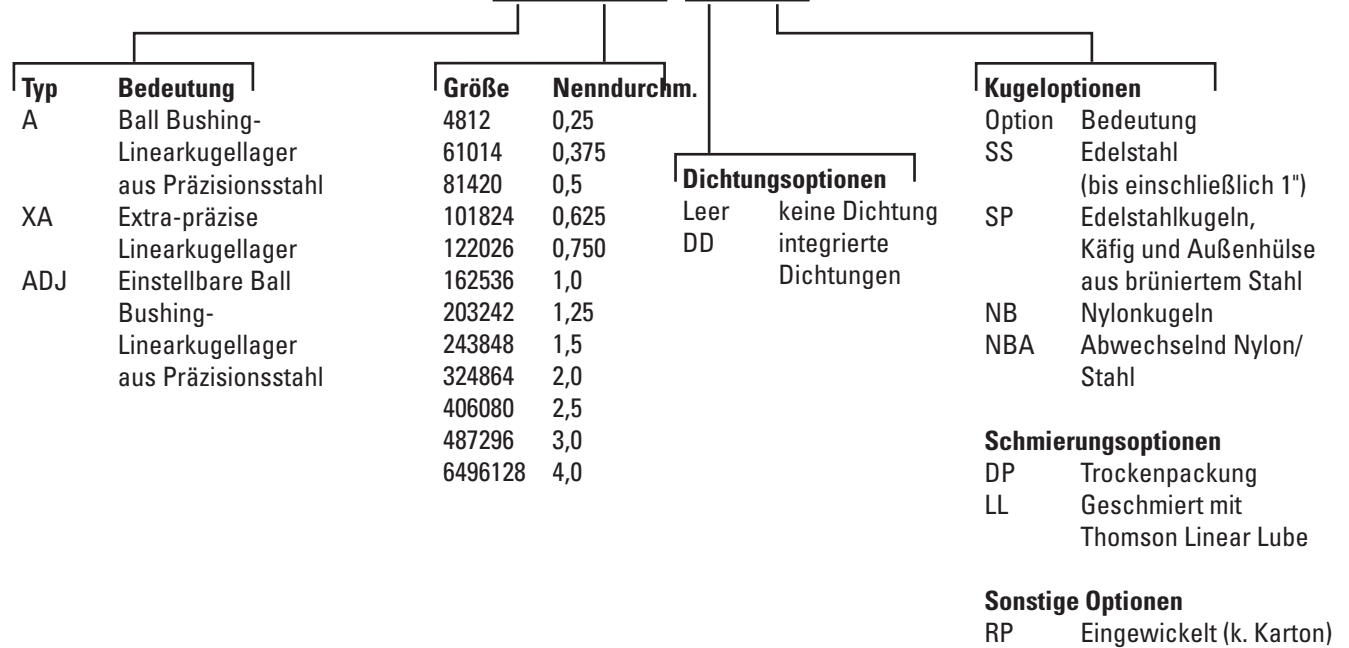 Typ Bedeutung
A Ball Bushing-
Linearkugellager
aus Präzisionsstahl
XA Extra-präzise
Linearkugellager
ADJ Einstellbare Ball
Bushing-
Linearkugellager
aus Präzisionsstahl
Größe Nenndurchm.
4812 0,25
61014 0,375
81420 0,5
101824 0,625
122026 0,750
162536 1,0
203242 1,25
243848 1,5
324864 2,0
406080 2,5
487296 3,0
6496128 4,0
Dichtungsoptionen
Leer keine Dichtung
DD integrierte
Dichtungen
Kugeloptionen
Option Bedeutung
SS Edelstahl
(bis einschließlich 1")
SP Edelstahlkugeln,
Käfig und Außenhülse
aus brüniertem Stahl
NB Nylonkugeln
NBA Abwechselnd Nylon/
Stahl
Schmierungsoptionen
DP Trockenpackung
LL Geschmiert mit
Thomson Linear Lube
Sonstige Optionen
RP Eingewickelt (k. Karton)